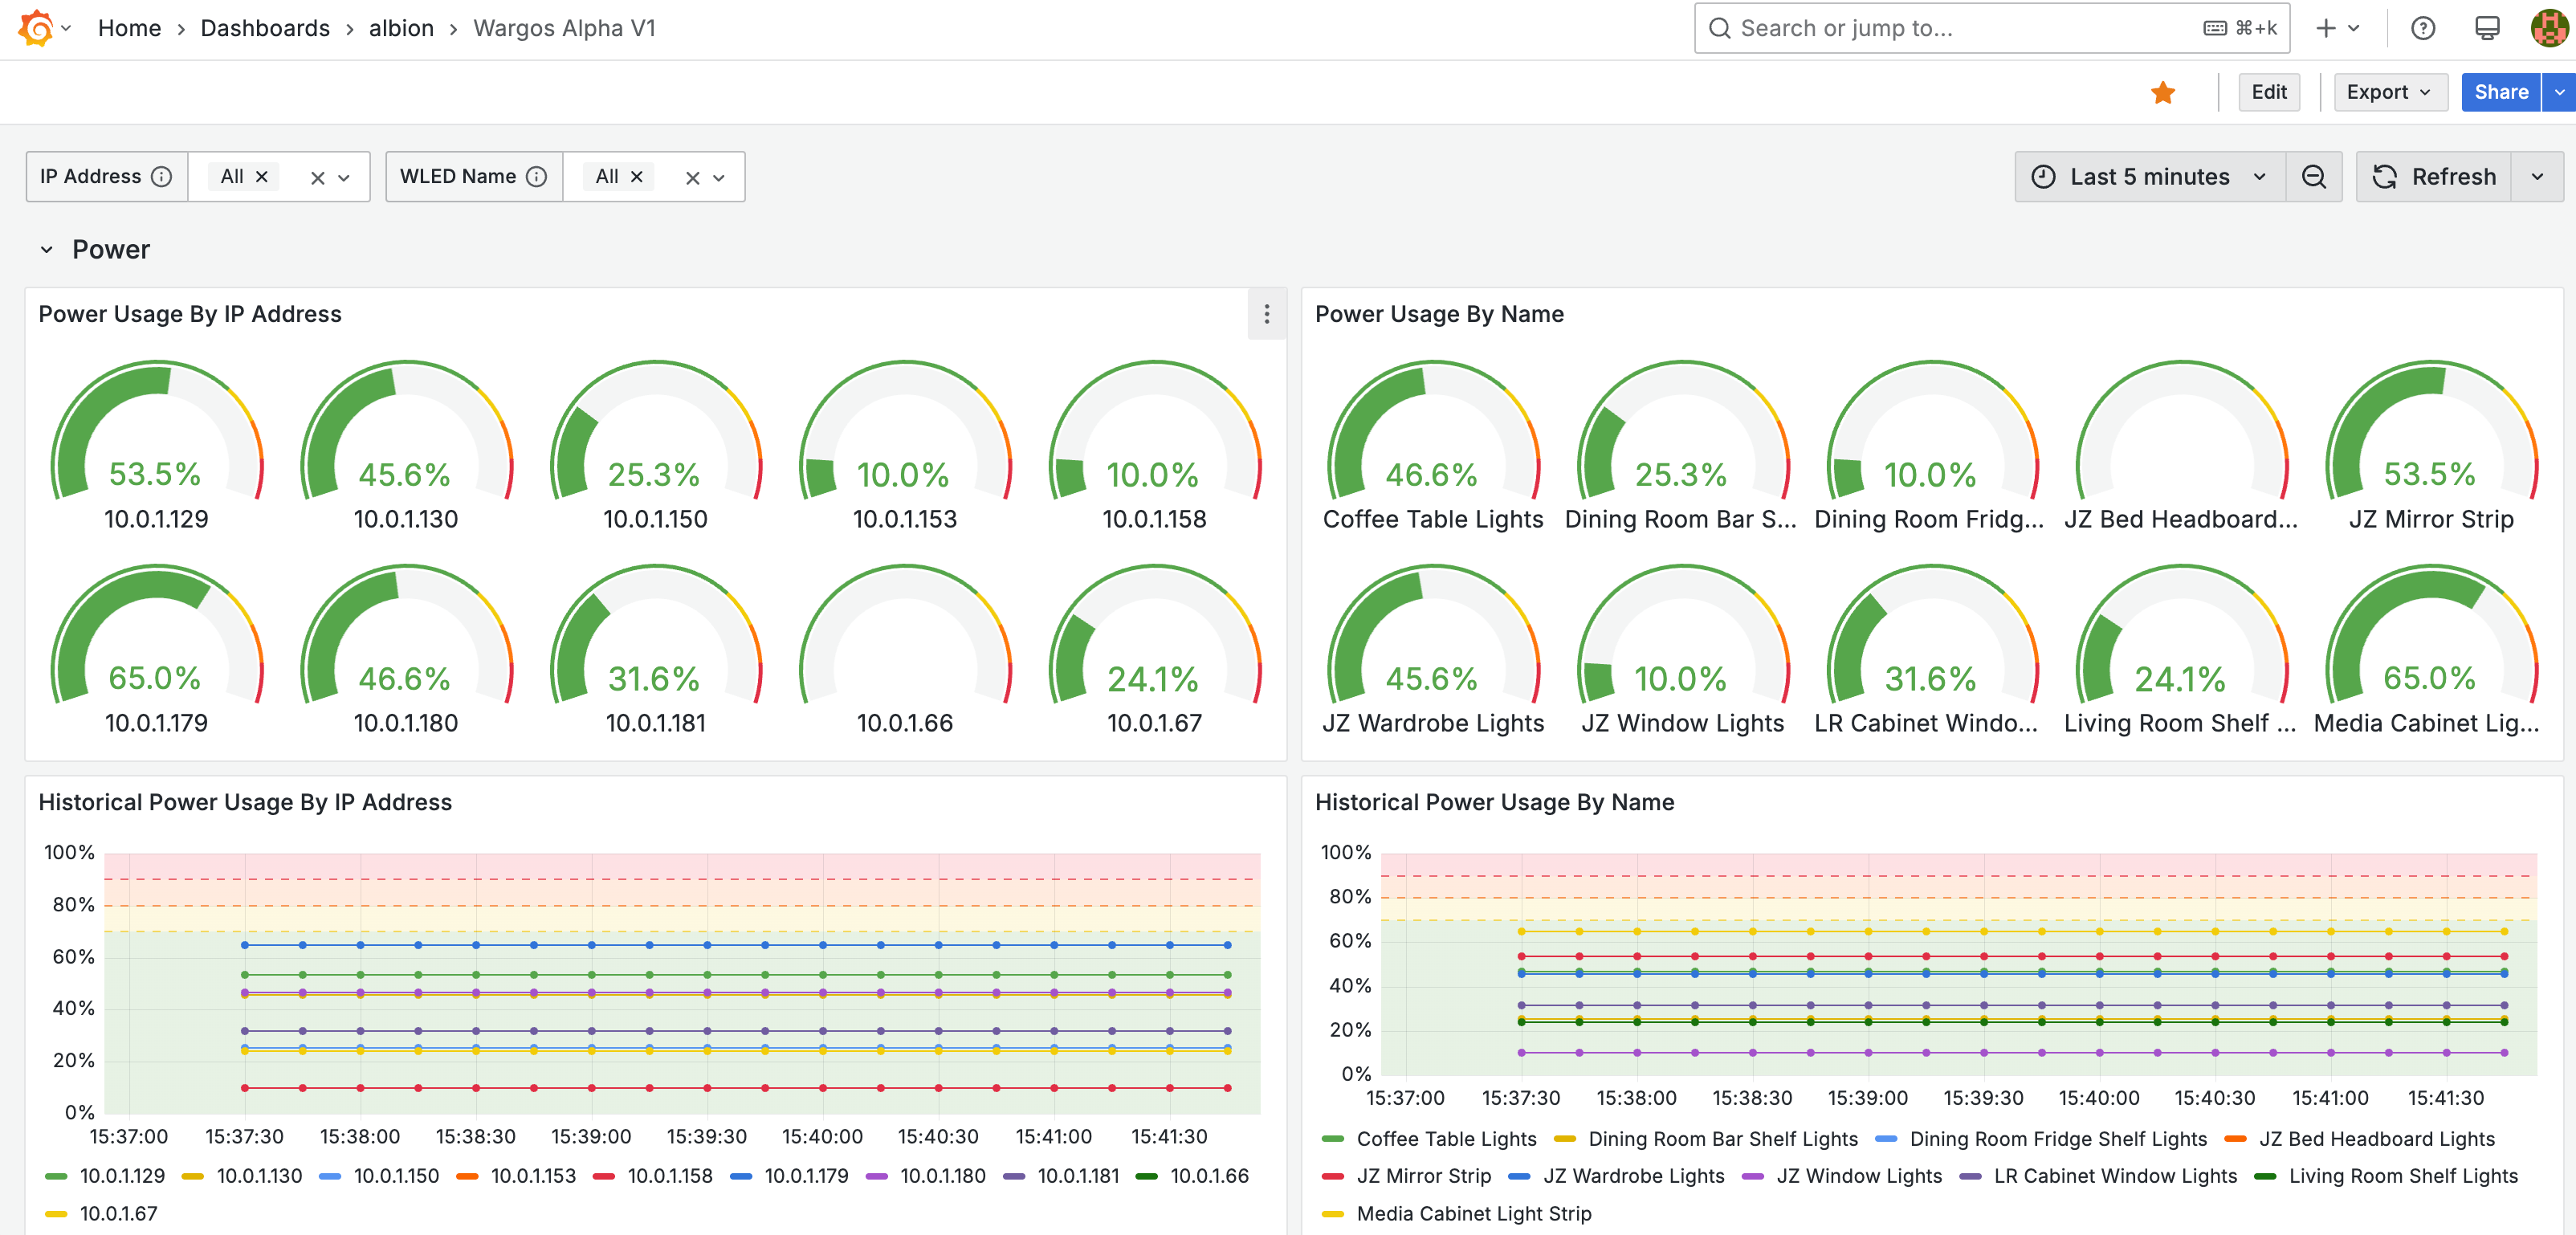 Home › Dashboards › albion › Wargos Alpha V1
Search or jump to... ⌘+k
Edit Export Share
IP Address All WLED Name All Last 5 minutes Refresh
Power
Power Usage By IP Address
53.5% 45.6% 25.3% 10.0% 10.0%
10.0.1.129 10.0.1.130 10.0.1.150 10.0.1.153 10.0.1.158
65.0% 46.6% 31.6% 24.1%
10.0.1.179 10.0.1.180 10.0.1.181 10.0.1.66 10.0.1.67
Power Usage By Name
46.6% 25.3% 10.0% 53.5%
Coffee Table Lights Dining Room Bar S... Dining Room Fridg... JZ Bed Headboard... JZ Mirror Strip
45.6% 10.0% 31.6% 24.1% 65.0%
JZ Wardrobe Lights JZ Window Lights LR Cabinet Windo... Living Room Shelf ... Media Cabinet Lig...
Historical Power Usage By IP Address
100%
80%
60%
40%
20%
0%
15:37:00 15:37:30 15:38:00 15:38:30 15:39:00 15:39:30 15:40:00 15:40:30 15:41:00 15:41:30
10.0.1.129 10.0.1.130 10.0.1.150 10.0.1.153 10.0.1.158 10.0.1.179 10.0.1.180 10.0.1.181 10.0.1.66
10.0.1.67
Historical Power Usage By Name
100%
80%
60%
40%
20%
0%
15:37:00 15:37:30 15:38:00 15:38:30 15:39:00 15:39:30 15:40:00 15:40:30 15:41:00 15:41:30
Coffee Table Lights Dining Room Bar Shelf Lights Dining Room Fridge Shelf Lights JZ Bed Headboard Lights
JZ Mirror Strip JZ Wardrobe Lights JZ Window Lights LR Cabinet Window Lights Living Room Shelf Lights
Media Cabinet Light Strip